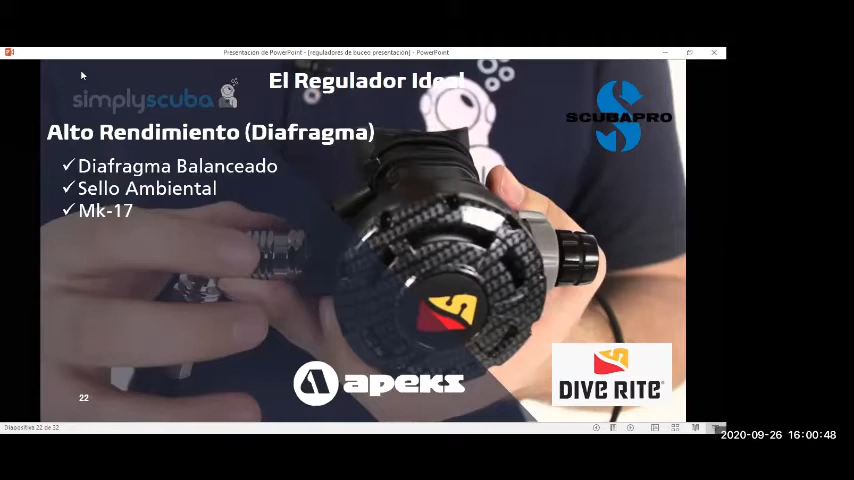 Presentación de PowerPoint - [reguladores de buceo presentación] - PowerPoint
simplyscuba
El Regulador Ideal
SCUBAPRO
Alto Rendimiento (Diafragma)
✓Diafragma Balanceado
✓Sello Ambiental
✓Mk-17
apeks
DIVE RITE
22
Diapositiva 22 de 32
2020-09-26 16:00:48